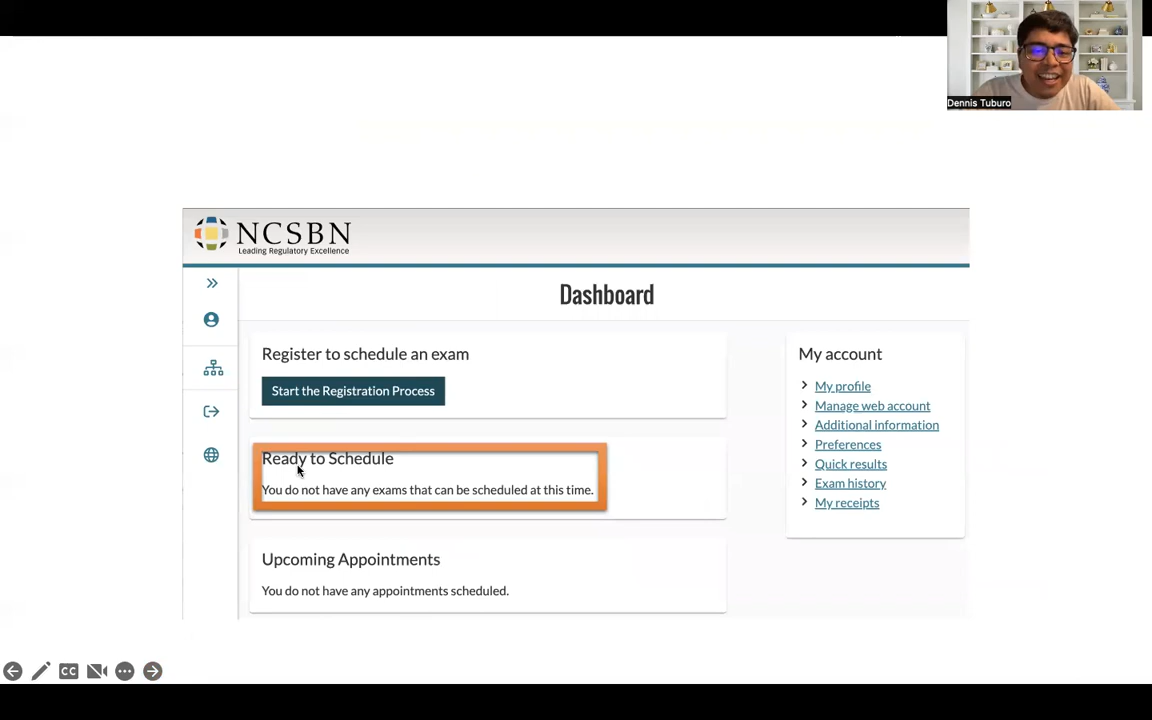 Dennis Tuburo
NCSBN
Leading Regulatory Excellence
Dashboard
Register to schedule an exam
Start the Registration Process
Ready to Schedule
You do not have any exams that can be scheduled at this time.
Upcoming Appointments
You do not have any appointments scheduled.
My account
My profile
Manage web account
Additional information
Preferences
Quick results
Exam history
My receipts
CC